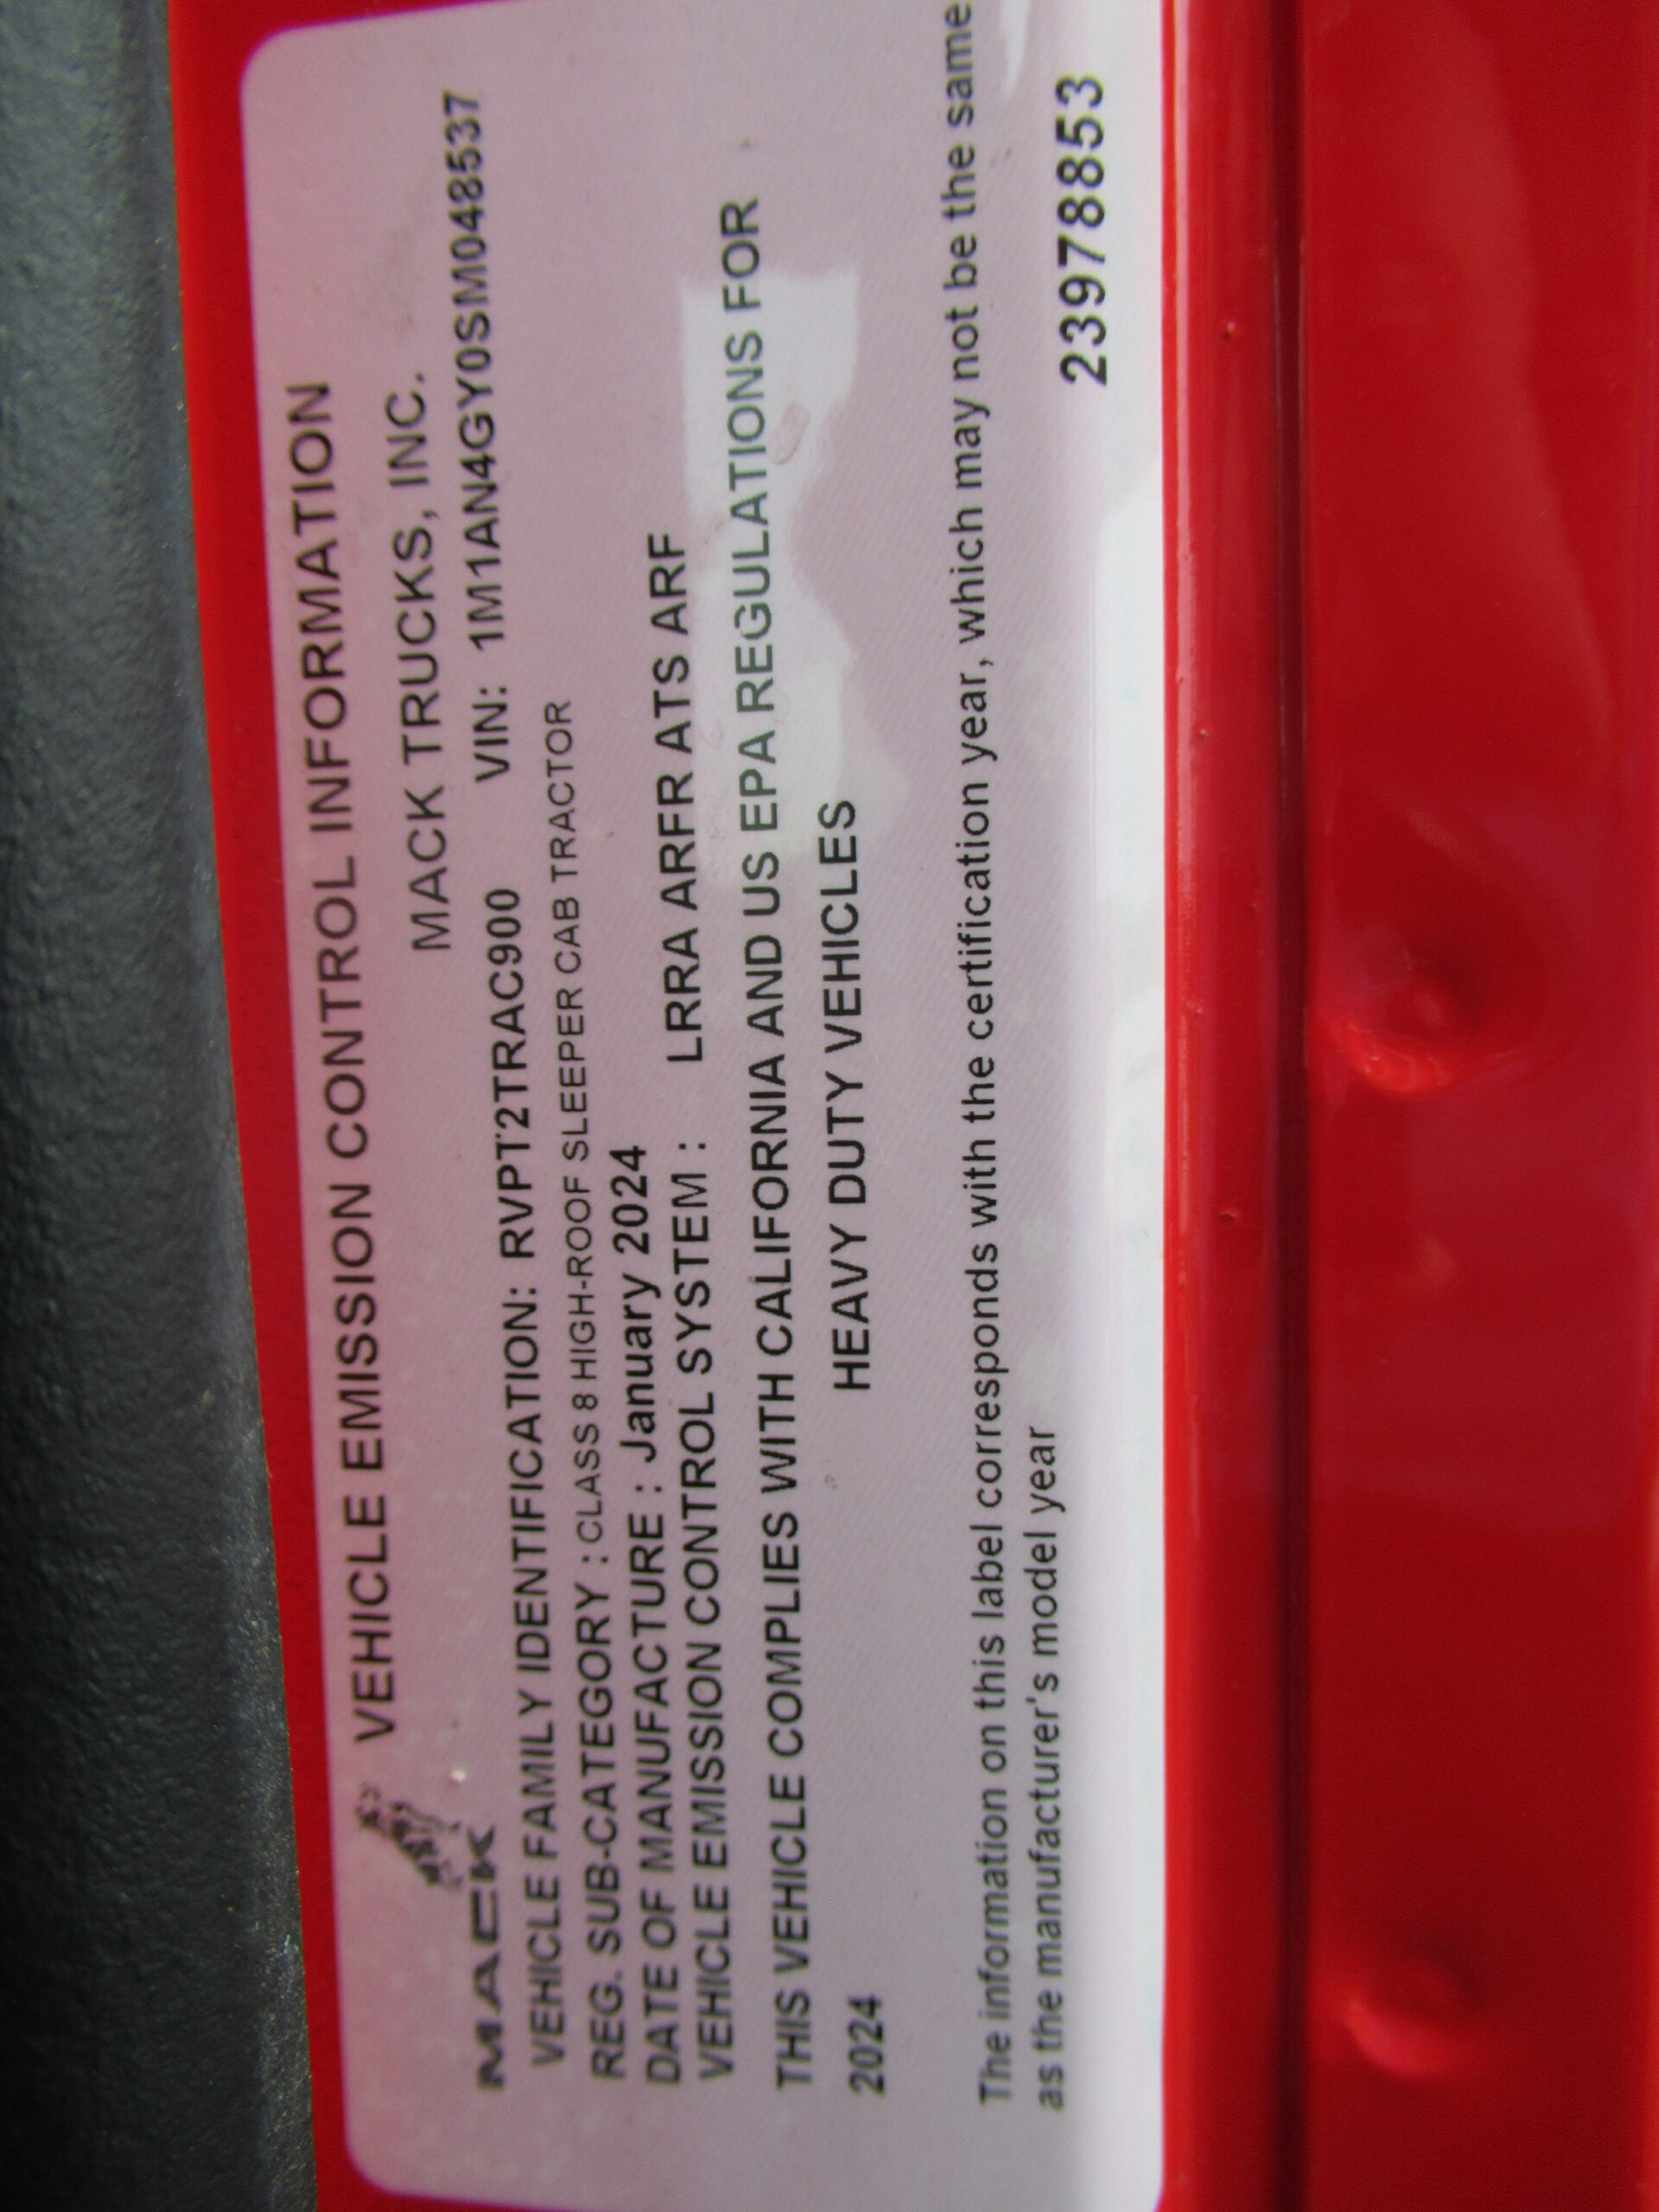 VEHICLE EMISSION CONTROL INFORMATION
MACK
MACK TRUCKS, INC.
VEHICLE FAMILY IDENTIFICATION: RVPT2TRAC900 VIN: 1M1AN4GY0SM048537
REG. SUB-CATEGORY : CLASS 8 HIGH-ROOF SLEEPER CAB TRACTOR
DATE OF MANUFACTURE : January 2024
VEHICLE EMISSION CONTROL SYSTEM : LRRA ARFR ATS ARF
THIS VEHICLE COMPLIES WITH CALIFORNIA AND US EPA REGULATIONS FOR
2024 HEAVY DUTY VEHICLES
The information on this label corresponds with the certification year, which may not be the same
as the manufacturer's model year
23978853